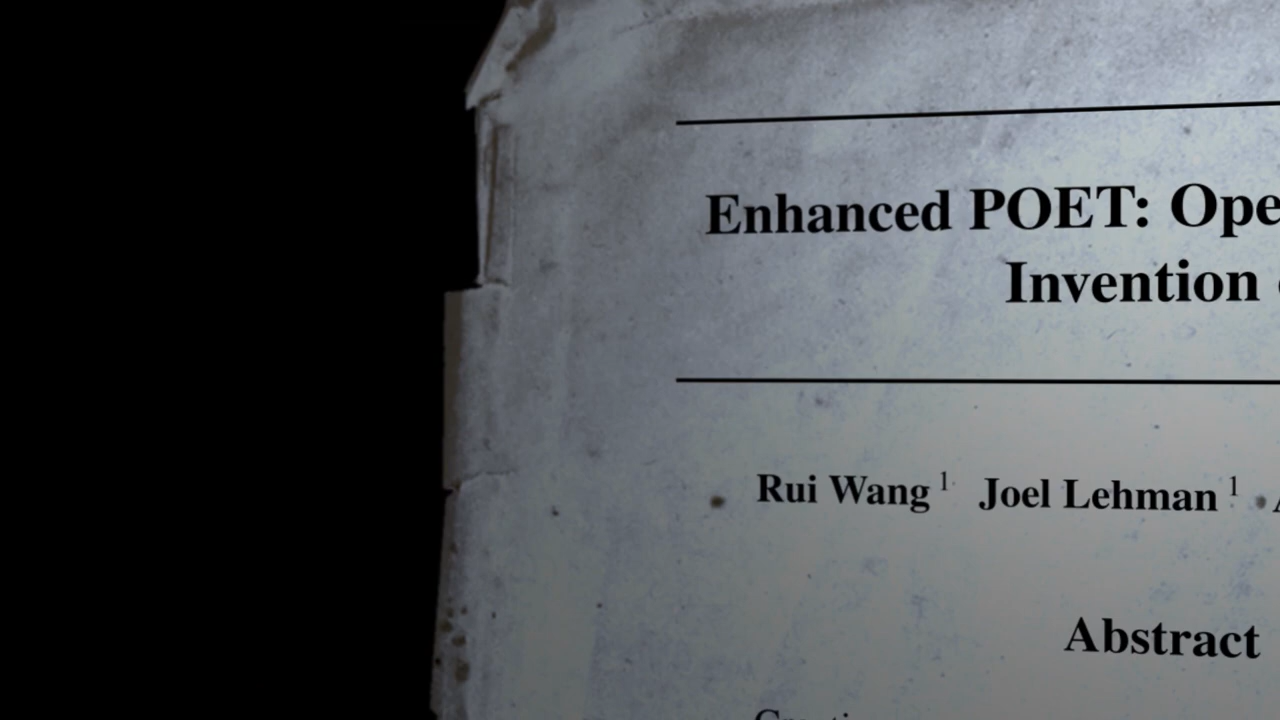 Enhanced POET: Ope
Invention
Rui Wang 1 Joel Lehman 1
Abstract